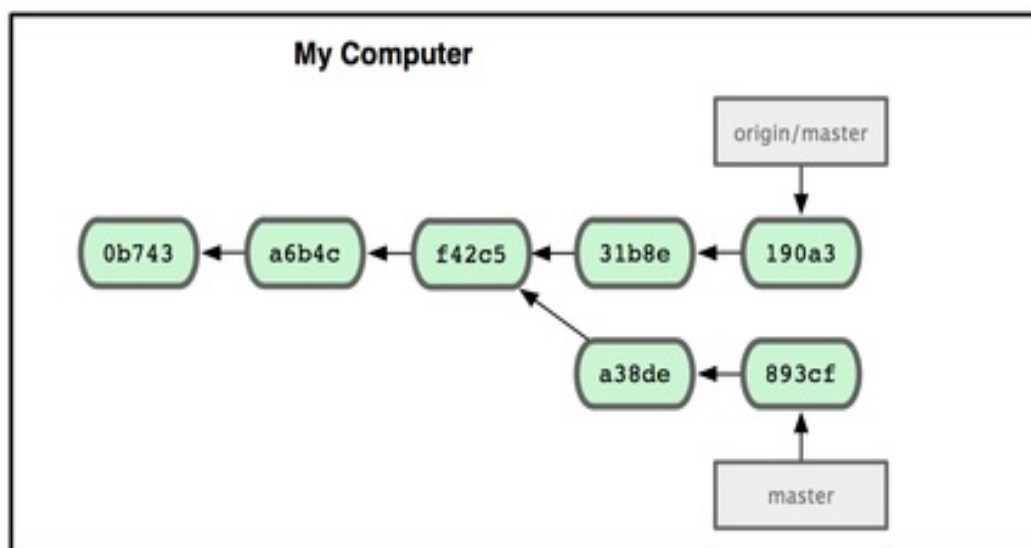 My Computer
origin/master
0b743
a6b4c
f42c5
31b8e
190a3
a38de
893cf
master